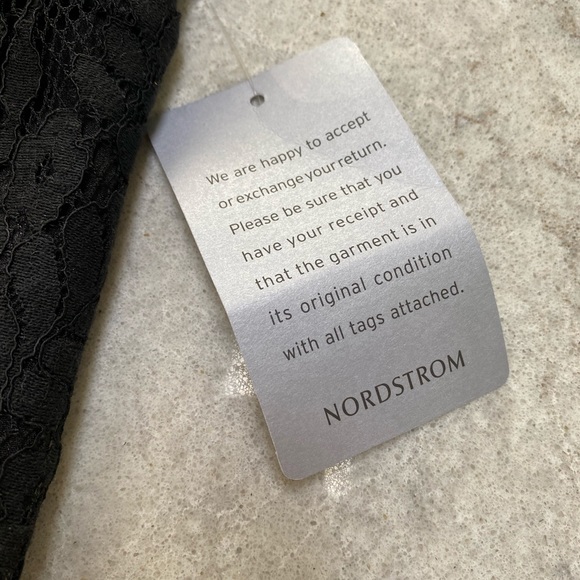 We are happy to accept
or exchange your return.
Please be sure that you
have your receipt and
that the garment is in
its original condition
with all tags attached.
NORDSTROM